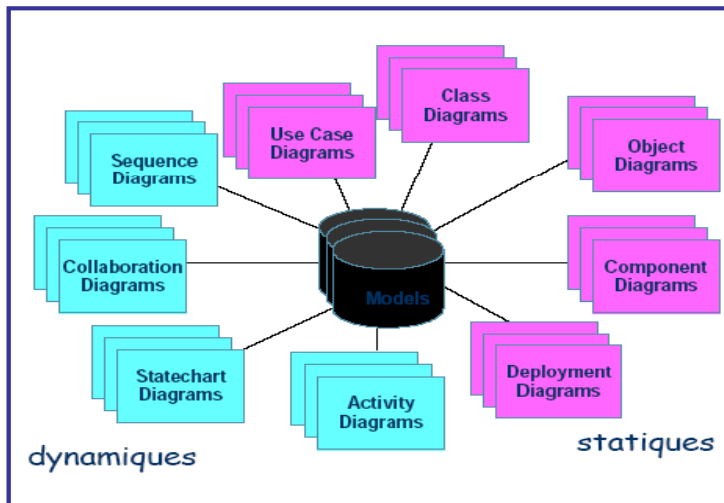 Class
Diagrams
Use Case
Diagrams
Object
Diagrams
Sequence
Diagrams
Collaboration
Diagrams
Component
Diagrams
Models
Statechart
Diagrams
Activity
Diagrams
Deployment
Diagrams
dynamiques
statiques